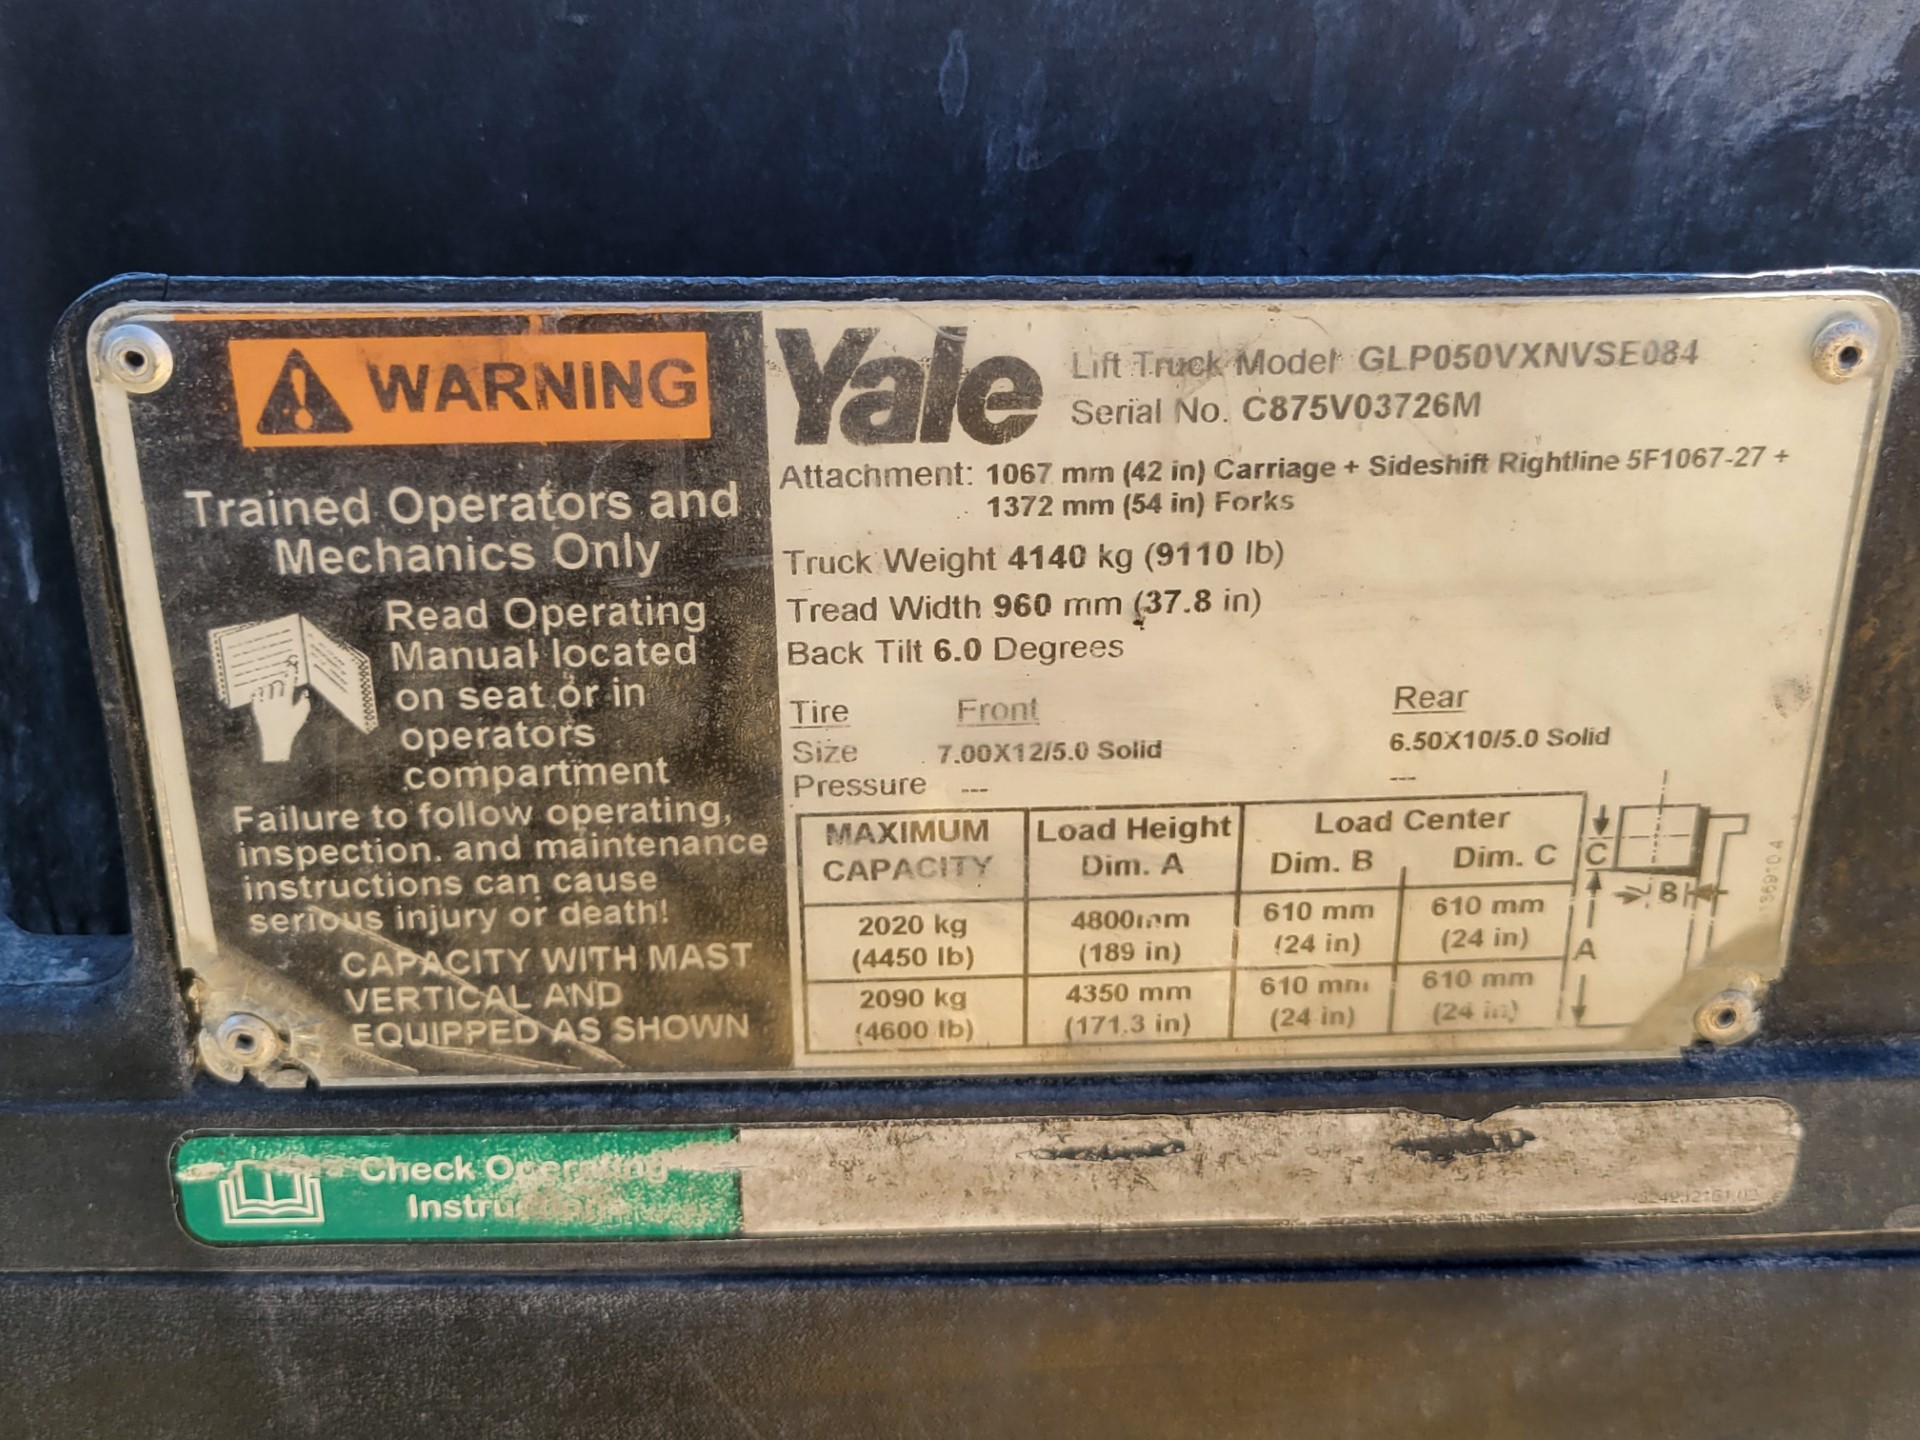 WARNING
Trained Operators and
Mechanics Only
Read Operating
Manual located
on seat or in
operators
compartment
Failure to follow operating,
inspection. and maintenance
instructions can cause
serious injury or death!
CAPACITY WITH MAST
VERTICAL AND
EQUIPPED AS SHOWN
Yale
Lift Truck Model GLP050VXNVSE084
Serial No. C875V03726M
Attachment: 1067 mm (42 in) Carriage + Sideshift Rightline 5F1067-27 +
1372 mm (54 in) Forks
Truck Weight 4140 kg (9110 lb)
Tread Width 960 mm (37.8 in)
Back Tilt 6.0 Degrees
Tire Front Rear
Size 7.00X12/5.0 Solid 6.50X10/5.0 Solid
Pressure --- ---
MAXIMUM CAPACITY Load Height Dim. A Load Center Dim. B Dim. C
2020 kg 4800mm 610 mm 610 mm
(4450 lb) (189 in) (24 in) (24 in)
2090 kg 4350 mm 610 mm 610 mm
(4600 lb) (171.3 in) (24 in) (24 in)
C
B
A
Check Operating
Instructions